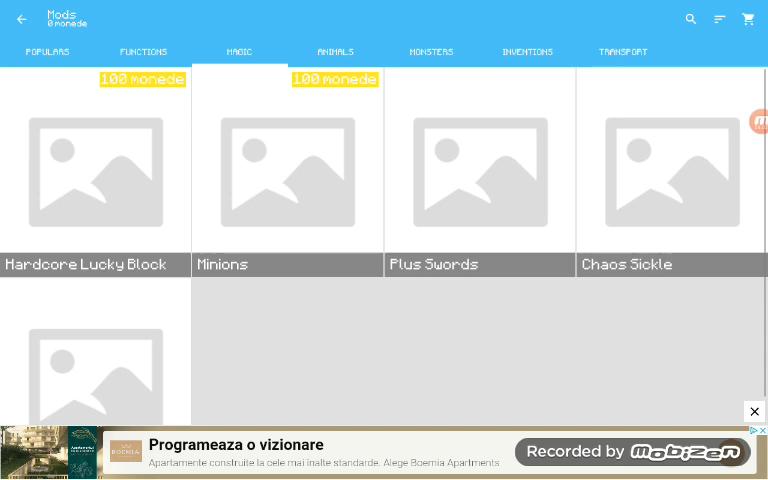 Mods
0 monede
POPULARS
FUNCTIONS
MAGIC
ANIMALS
MONSTERS
INVENTIONS
TRANSPORT
100 monede
100 monede
Hardcore Lucky Block
Minions
Plus Swords
Chaos Sickle
BOEMIA
Programeaza o vizionare
Apartamente construite la cele mai inalte standarde. Alege Boemia Apartments
Recorded by mobizen